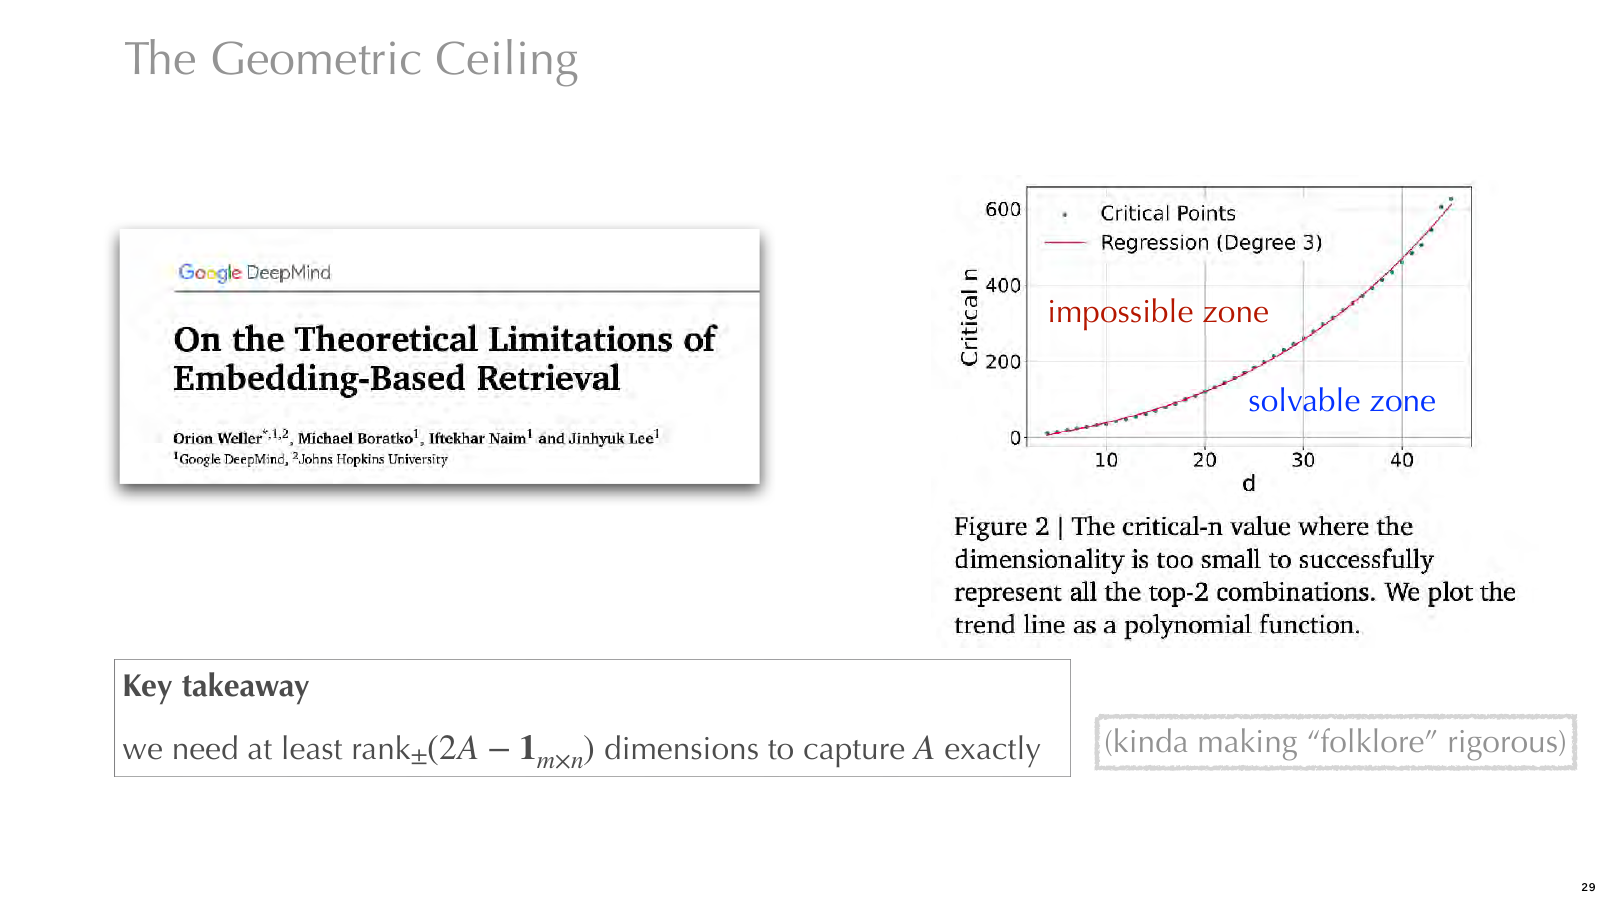 The Geometric Ceiling
Google DeepMind
On the Theoretical Limitations of
Embedding-Based Retrieval
Orion Weller*,1,2, Michael Boratko1, Iftekhar Naim1 and Jinhyuk Lee1
1Google DeepMind, 2Johns Hopkins University
600
400
200
0
Critical n
Critical Points
Regression (Degree 3)
impossible zone
solvable zone
10 20 30 40
d
Figure 2 | The critical-n value where the
dimensionality is too small to successfully
represent all the top-2 combinations. We plot the
trend line as a polynomial function.
Key takeaway
we need at least rank±(2A − 1m×n) dimensions to capture A exactly
(kinda making “folklore” rigorous)
29